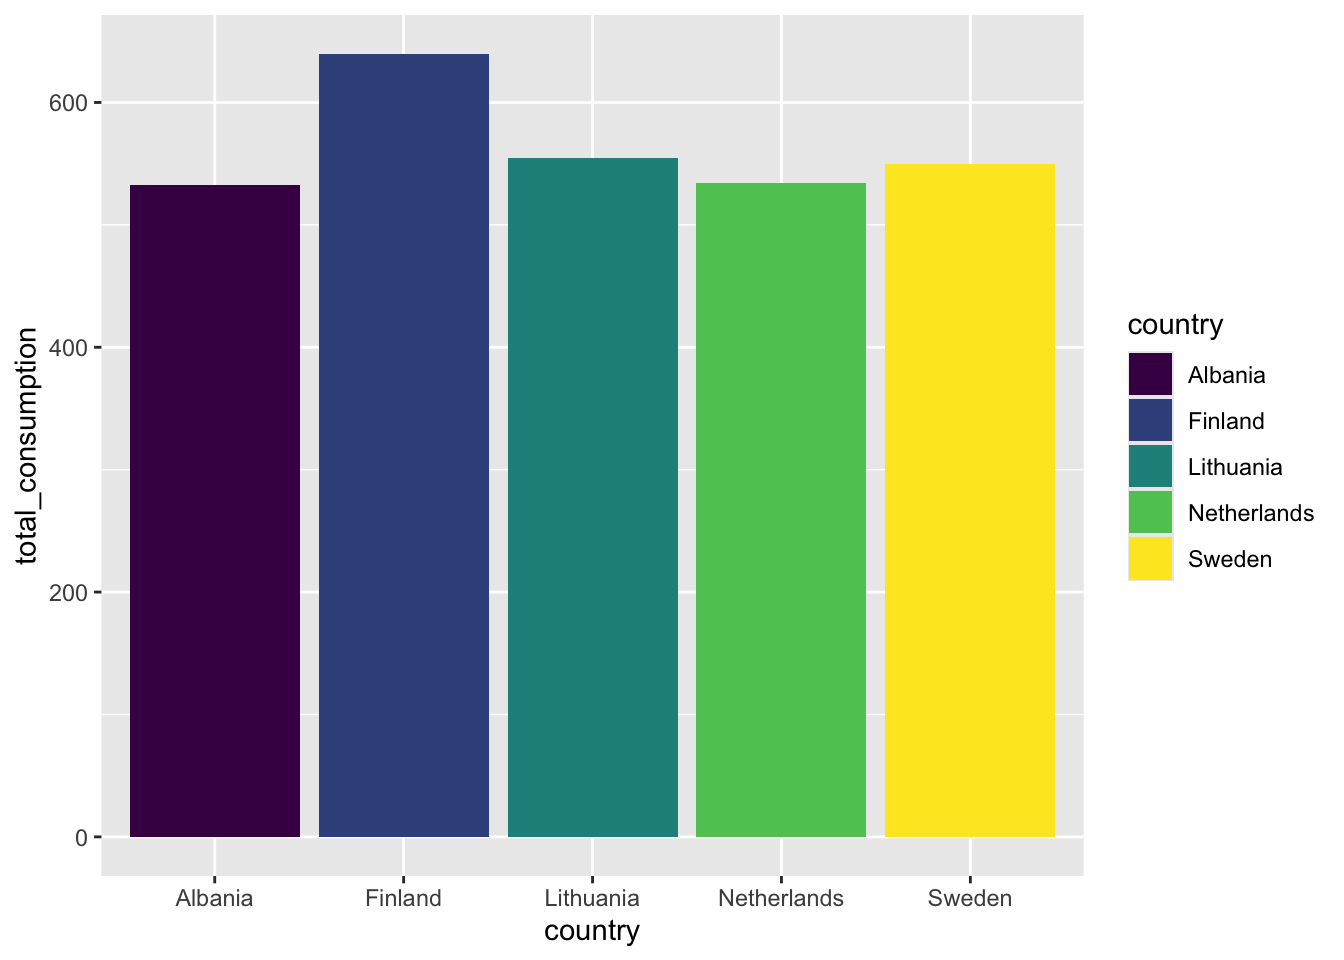 total_consumption
600
400
200
0
Albania
Finland
Lithuania
Netherlands
Sweden
country
country
Albania
Finland
Lithuania
Netherlands
Sweden